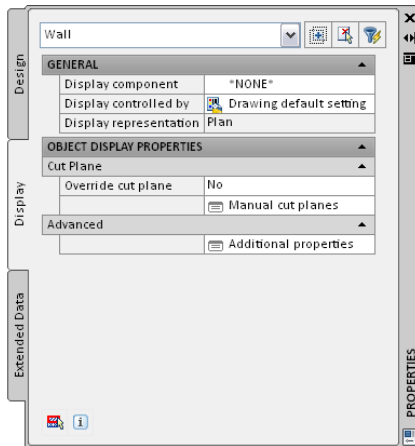 Wall
GENERAL
Display component *NONE*
Display controlled by Drawing default setting
Display representation Plan
OBJECT DISPLAY PROPERTIES
Cut Plane
Override cut plane No
Manual cut planes
Advanced
Additional properties
Design
Display
Extended Data
PROPERTIES